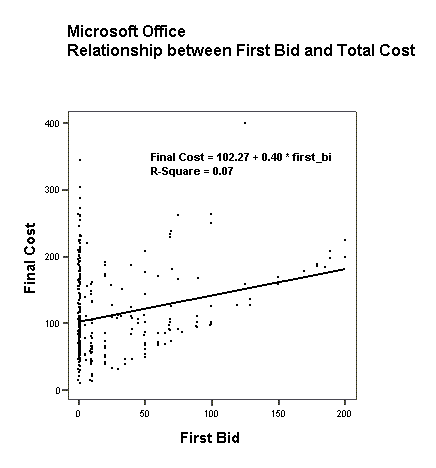 Microsoft Office
Relationship between First Bid and Total Cost
Final Cost = 102.27 + 0.40 * first_bi
R-Square = 0.07
400
300
200
100
0
Final Cost
0 50 100 150 200
First Bid